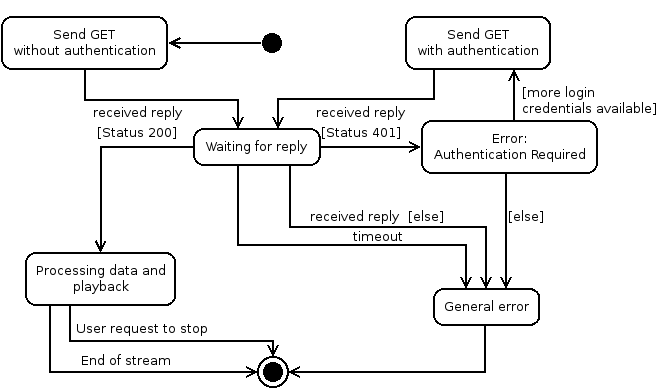 Send GET
without authentication
Send GET
with authentication
[more login
credentials available]
received reply
[Status 200]
received reply
[Status 401]
Waiting for reply
Error:
Authentication Required
received reply [else]
[else]
timeout
Processing data and
playback
General error
User request to stop
End of stream